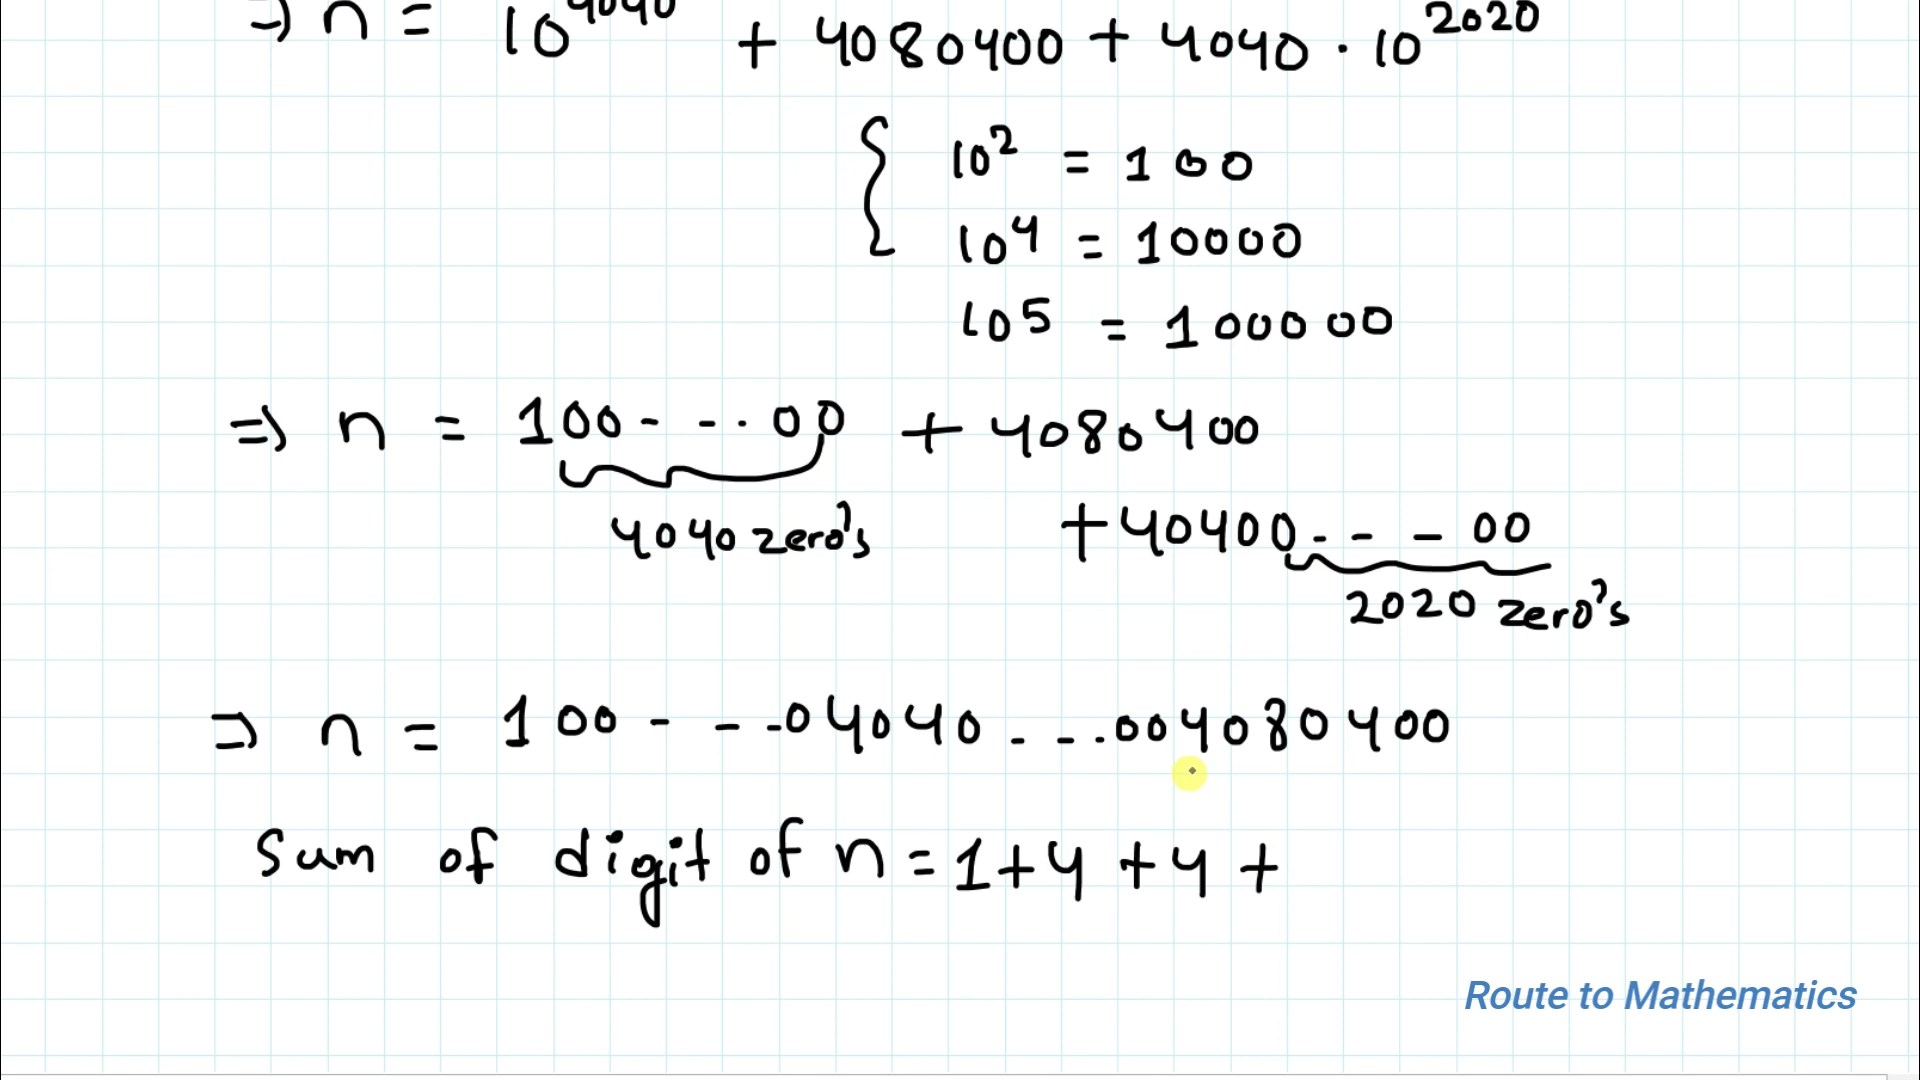 ⇒ n = 10^4040 + 4080400 + 4040 · 10^2020
{ 10^2 = 100
10^4 = 10000
10^5 = 100000
⇒ n = 100- - ·· 00 + 4080400
4040 zero's
+ 40400 - - - 00
2020 zero's
⇒ n = 100 - - - 04040 - - ·004080400
Sum of digit of n = 1 + 4 + 4 +
Route to Mathematics